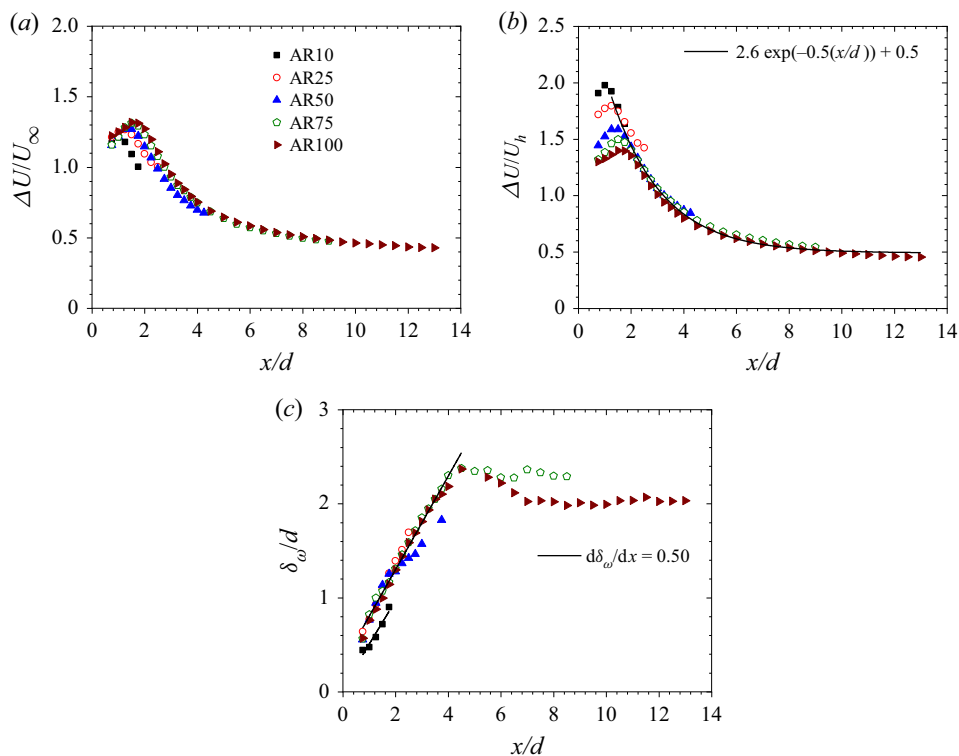 (a)
2.0
1.5
1.0
0.5
0
ΔU/U∞
0 2 4 6 8 10 12 14
x/d
AR10
AR25
AR50
AR75
AR100
(b)
2.5
2.0
1.5
1.0
0.5
0
ΔU/Uh
0 2 4 6 8 10 12 14
x/d
2.6 exp(–0.5(x/d)) + 0.5
(c)
3
2
1
0
δω/d
0 2 4 6 8 10 12 14
x/d
dδω/dx = 0.50